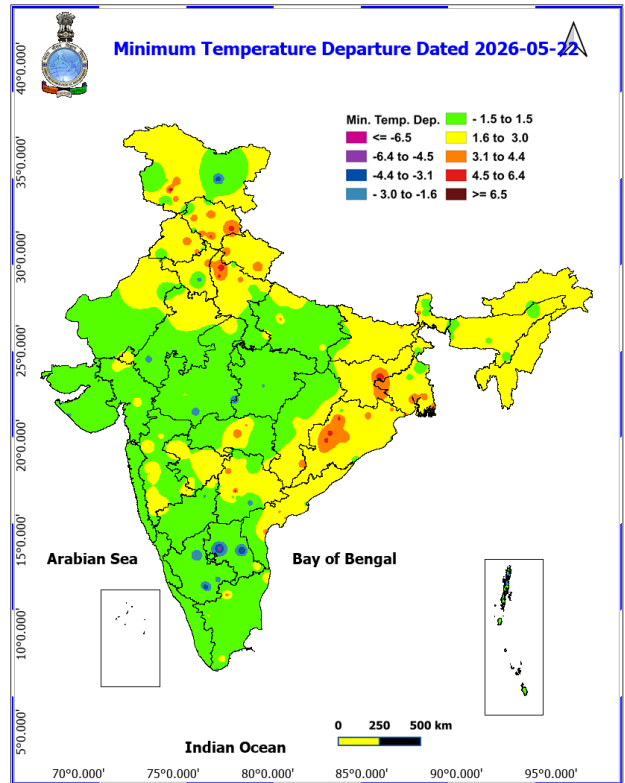 Minimum Temperature Departure Dated 2026-05-22
Min. Temp. Dep.
<= -6.5
-6.4 to -4.5
-4.4 to -3.1
- 3.0 to -1.6
- 1.5 to 1.5
1.6 to 3.0
3.1 to 4.4
4.5 to 6.4
>= 6.5
40°0.000'
35°0.000'
30°0.000'
25°0.000'
20°0.000'
15°0.000'
10°0.000'
5°0.000'
Arabian Sea
Bay of Bengal
Indian Ocean
0 250 500 km
70°0.000' 75°0.000' 80°0.000' 85°0.000' 90°0.000' 95°0.000'